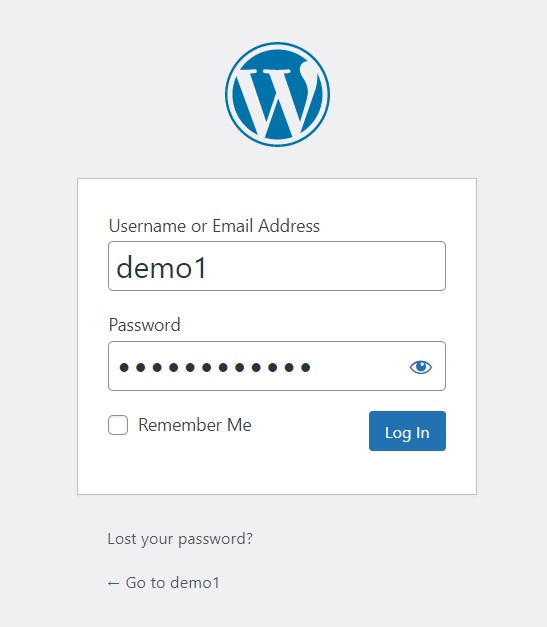 Username or Email Address
demo1
Password
••••••••••••
Remember Me
Log In
Lost your password?
← Go to demo1